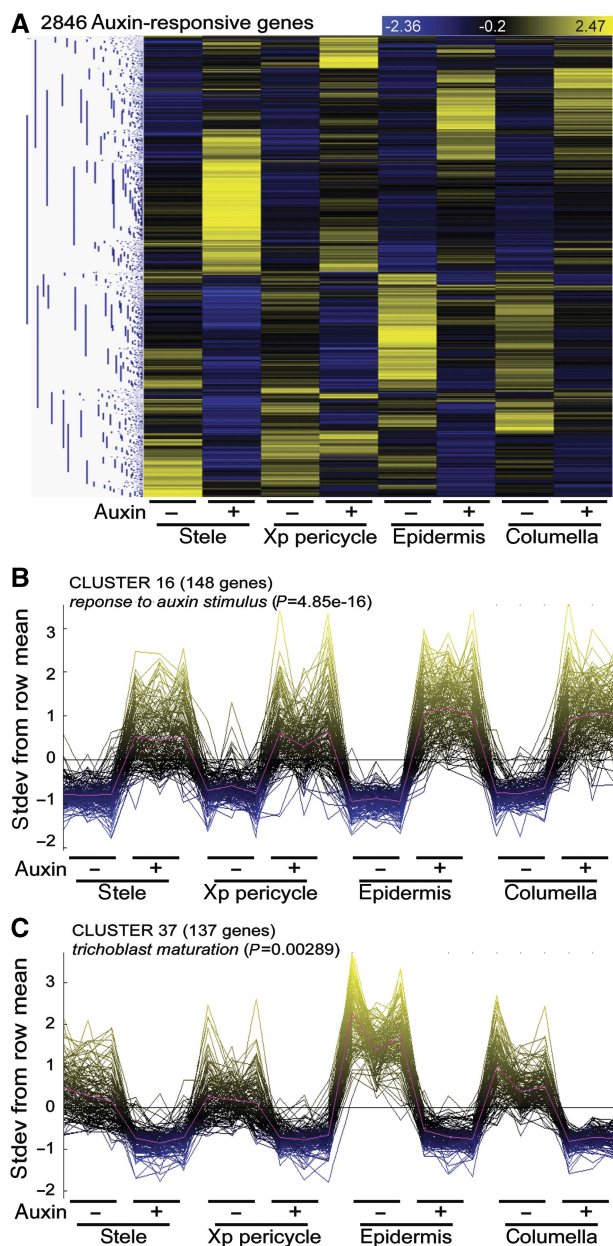 A 2846 Auxin-responsive genes
-2.36 -0.2 2.47
Auxin − + − + − + − +
Stele Xp pericycle Epidermis Columella
B
CLUSTER 16 (148 genes)
reponse to auxin stimulus (P=4.85e-16)
Stdev from row mean
3
2
1
0
−1
−2
Auxin − + − + − + − +
Stele Xp pericycle Epidermis Columella
C
CLUSTER 37 (137 genes)
trichoblast maturation (P=0.00289)
Stdev from row mean
3
2
1
0
−1
−2
Auxin − + − + − + − +
Stele Xp pericycle Epidermis Columella